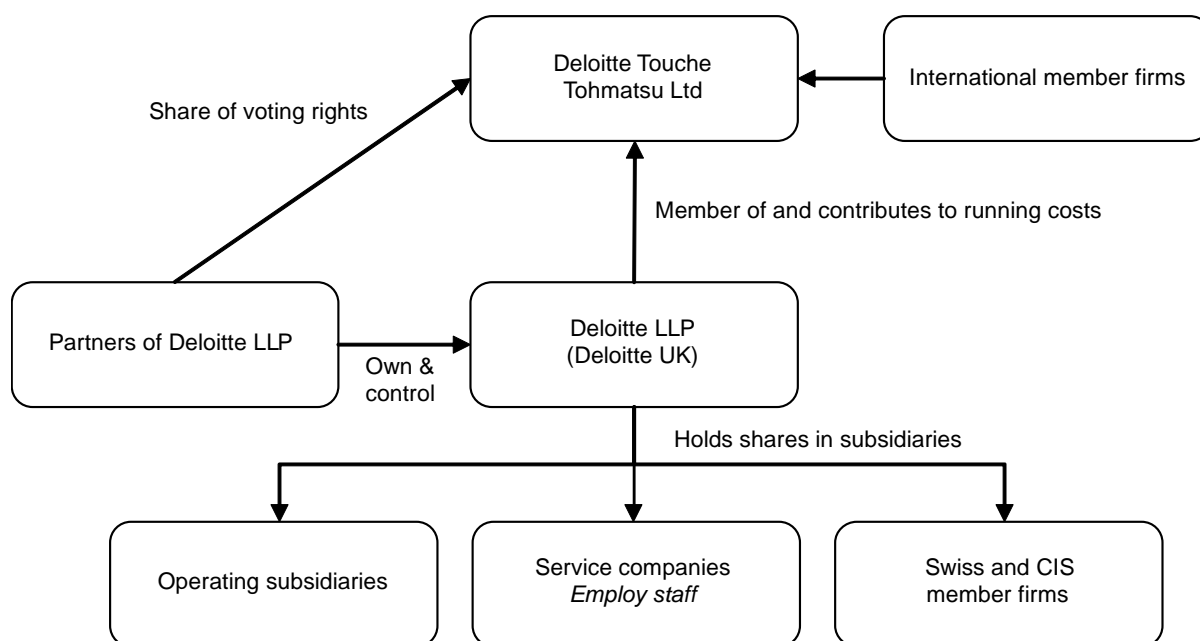 Deloitte Touche
Tohmatsu Ltd
International member firms
Share of voting rights
Member of and contributes to running costs
Partners of Deloitte LLP
Own &
control
Deloitte LLP
(Deloitte UK)
Holds shares in subsidiaries
Operating subsidiaries
Service companies
Employ staff
Swiss and CIS
member firms